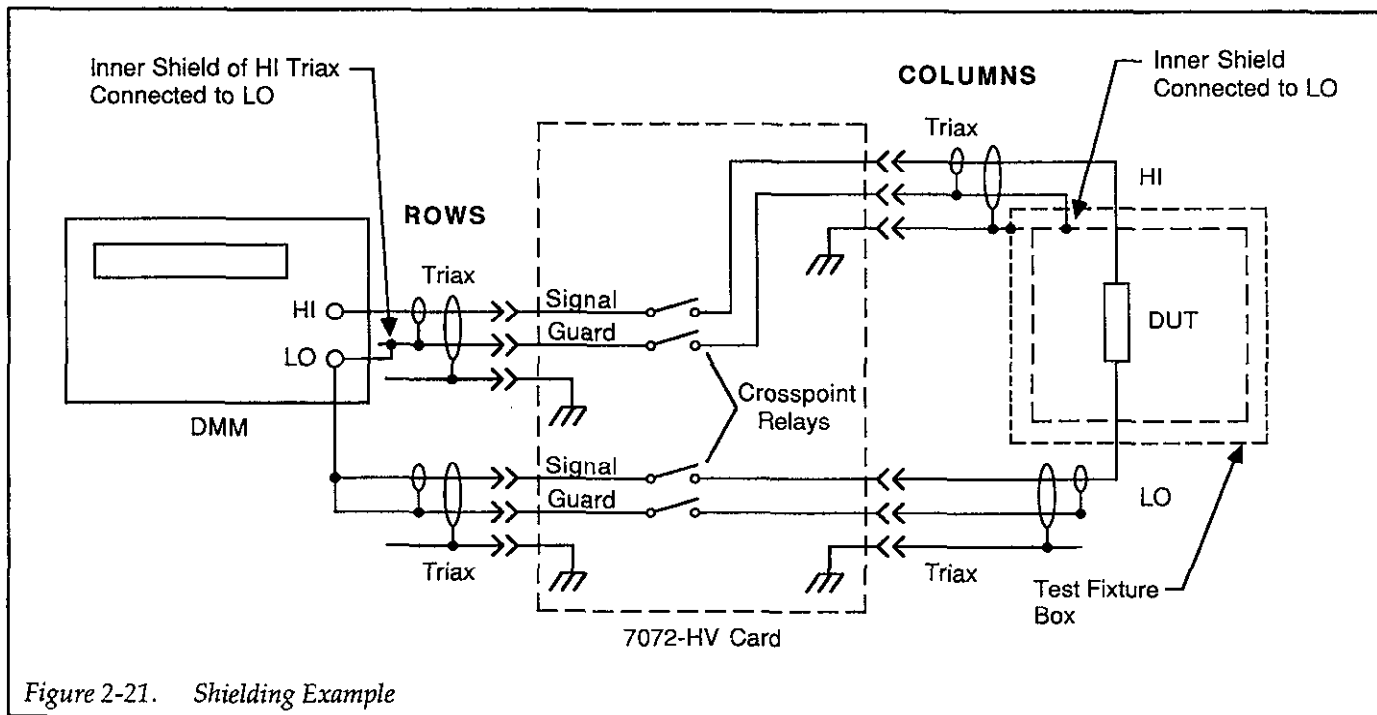 Inner Shield of HI Triax
Connected to LO
COLUMNS
Inner Shield
Connected to LO
Triax
HI
ROWS
Triax
HI
Signal
Guard
DUT
LO
Crosspoint
Relays
DMM
Signal
Guard
LO
Triax
Triax
Test Fixture
Box
7072-HV Card
Figure 2-21. Shielding Example